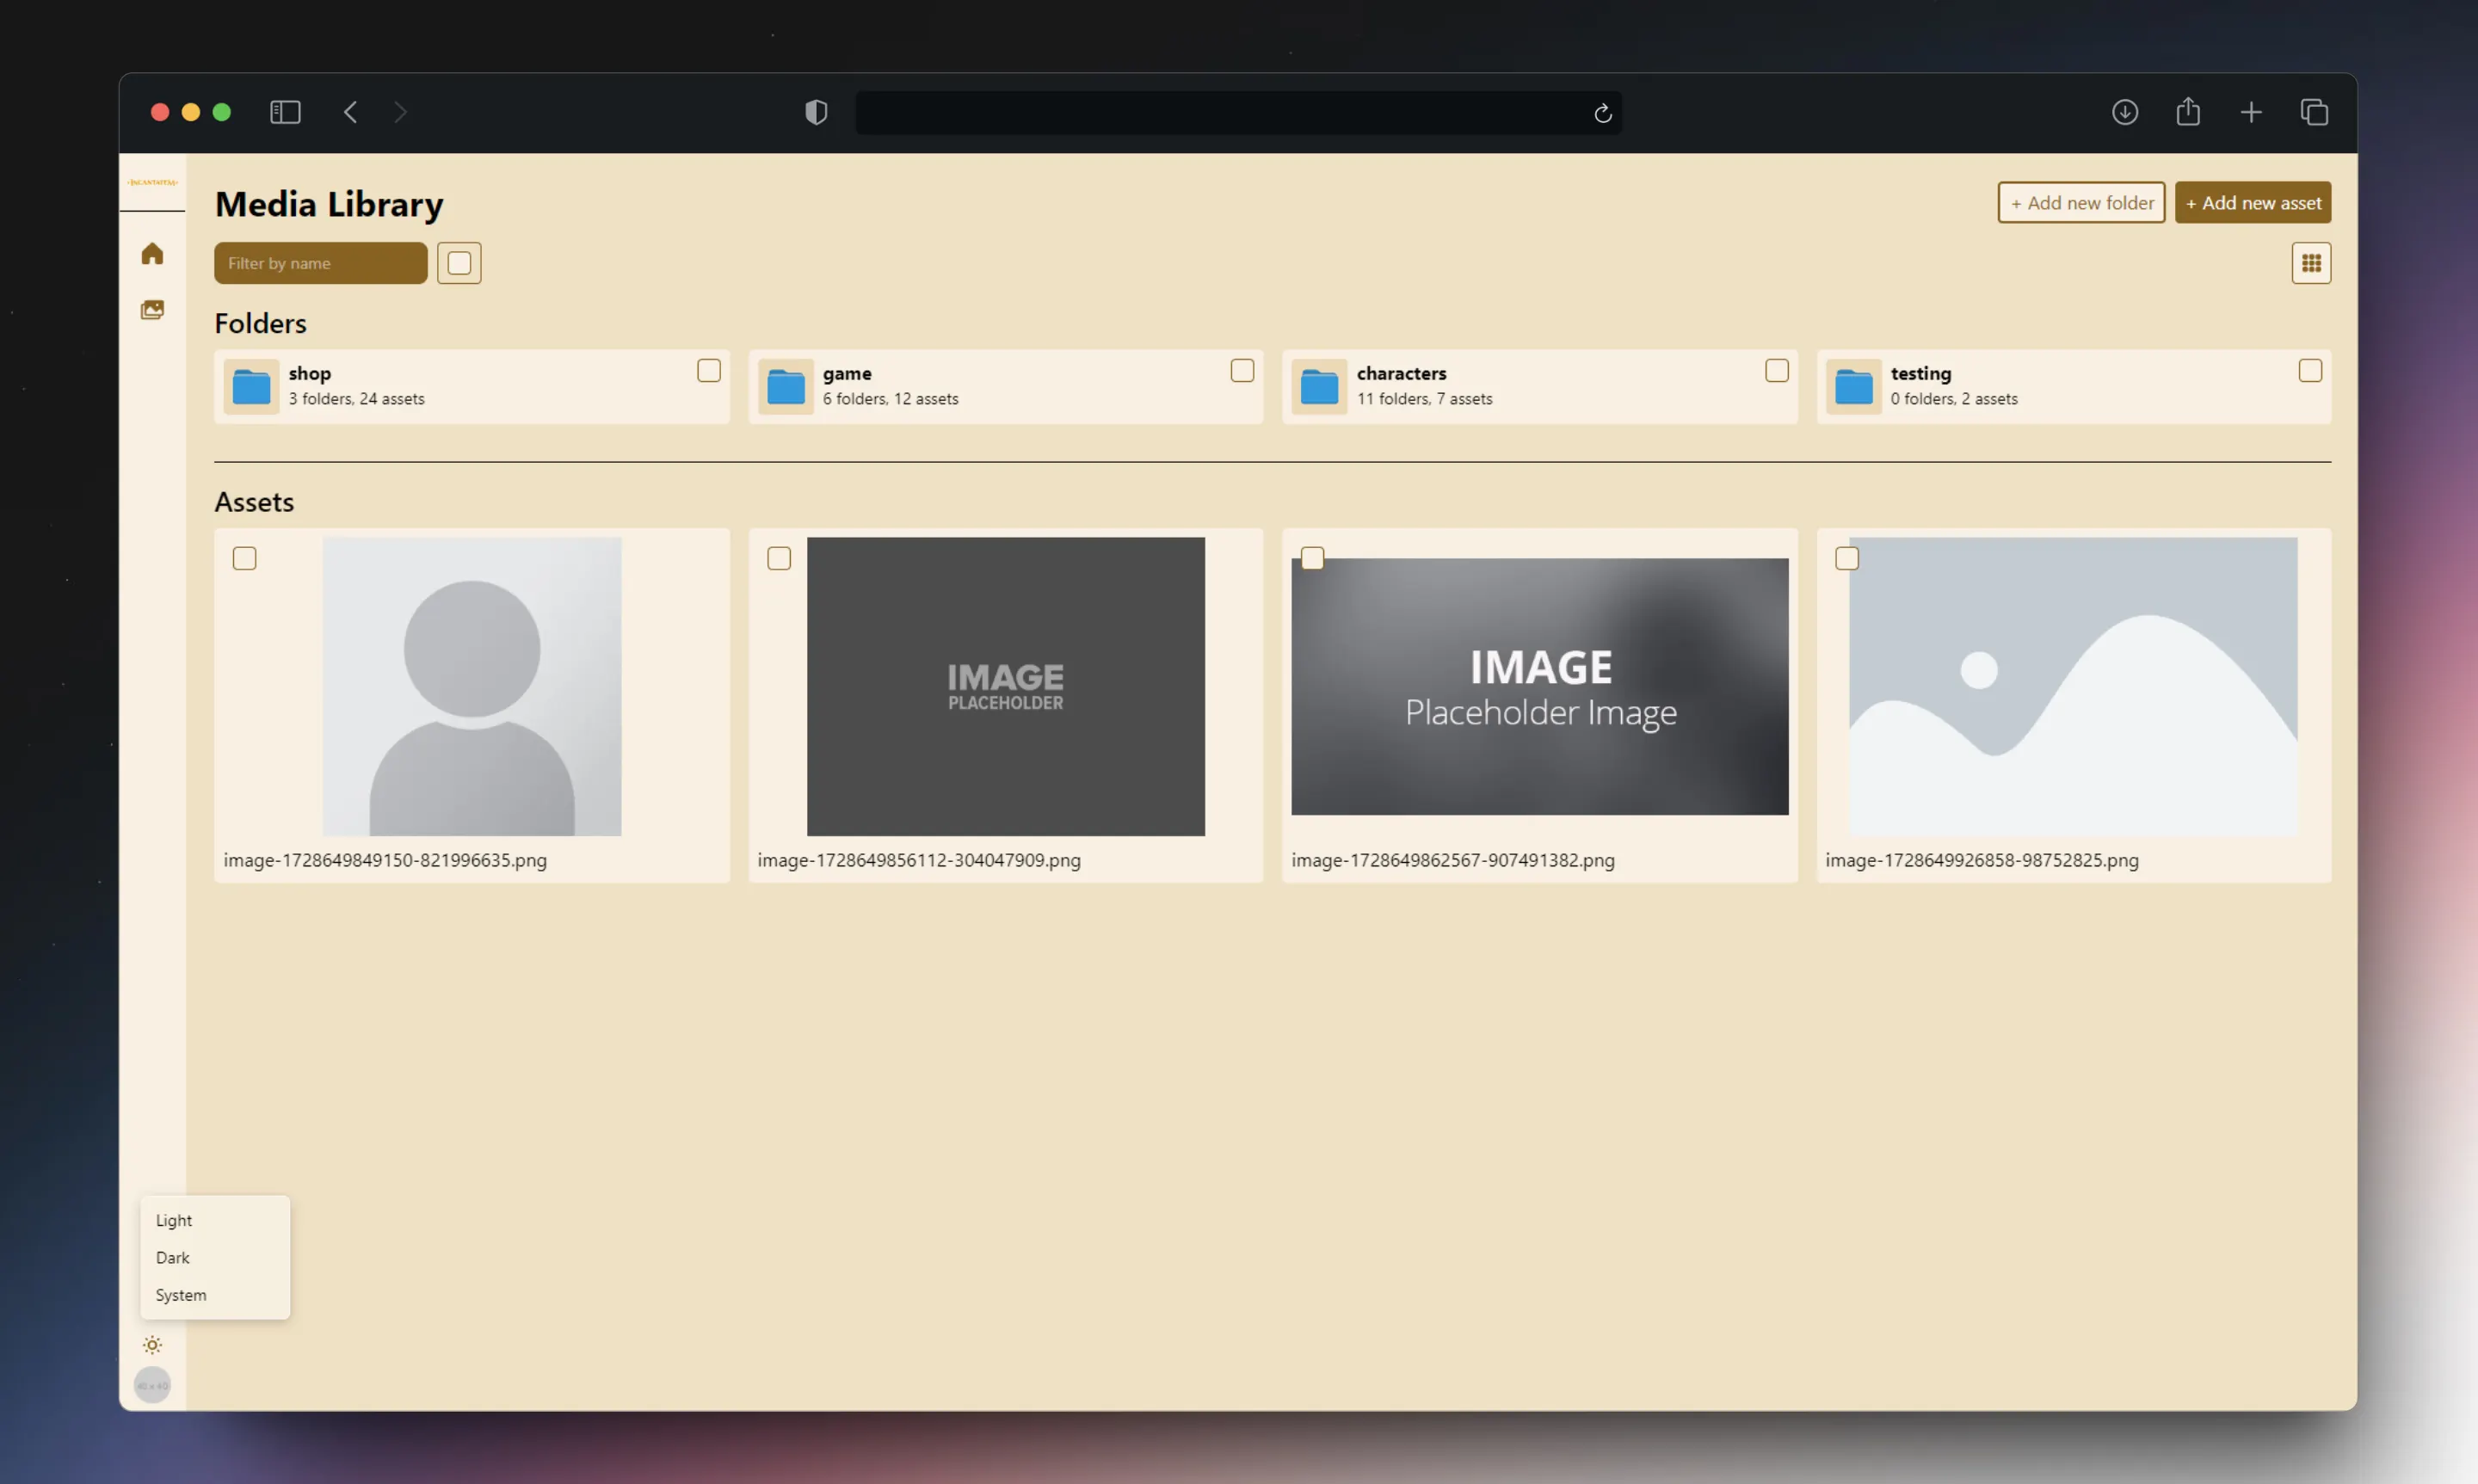 INCANTATESA
Media Library
+ Add new folder
+ Add new asset
Filter by name
Folders
shop
3 folders, 24 assets
game
6 folders, 12 assets
characters
11 folders, 7 assets
testing
0 folders, 2 assets
Assets
IMAGE
PLACEHOLDER
IMAGE
Placeholder Image
image-1728649849150-821996635.png
image-1728649856112-304047909.png
image-1728649862567-907491382.png
image-1728649926858-98752825.png
Light
Dark
System
40 x 40